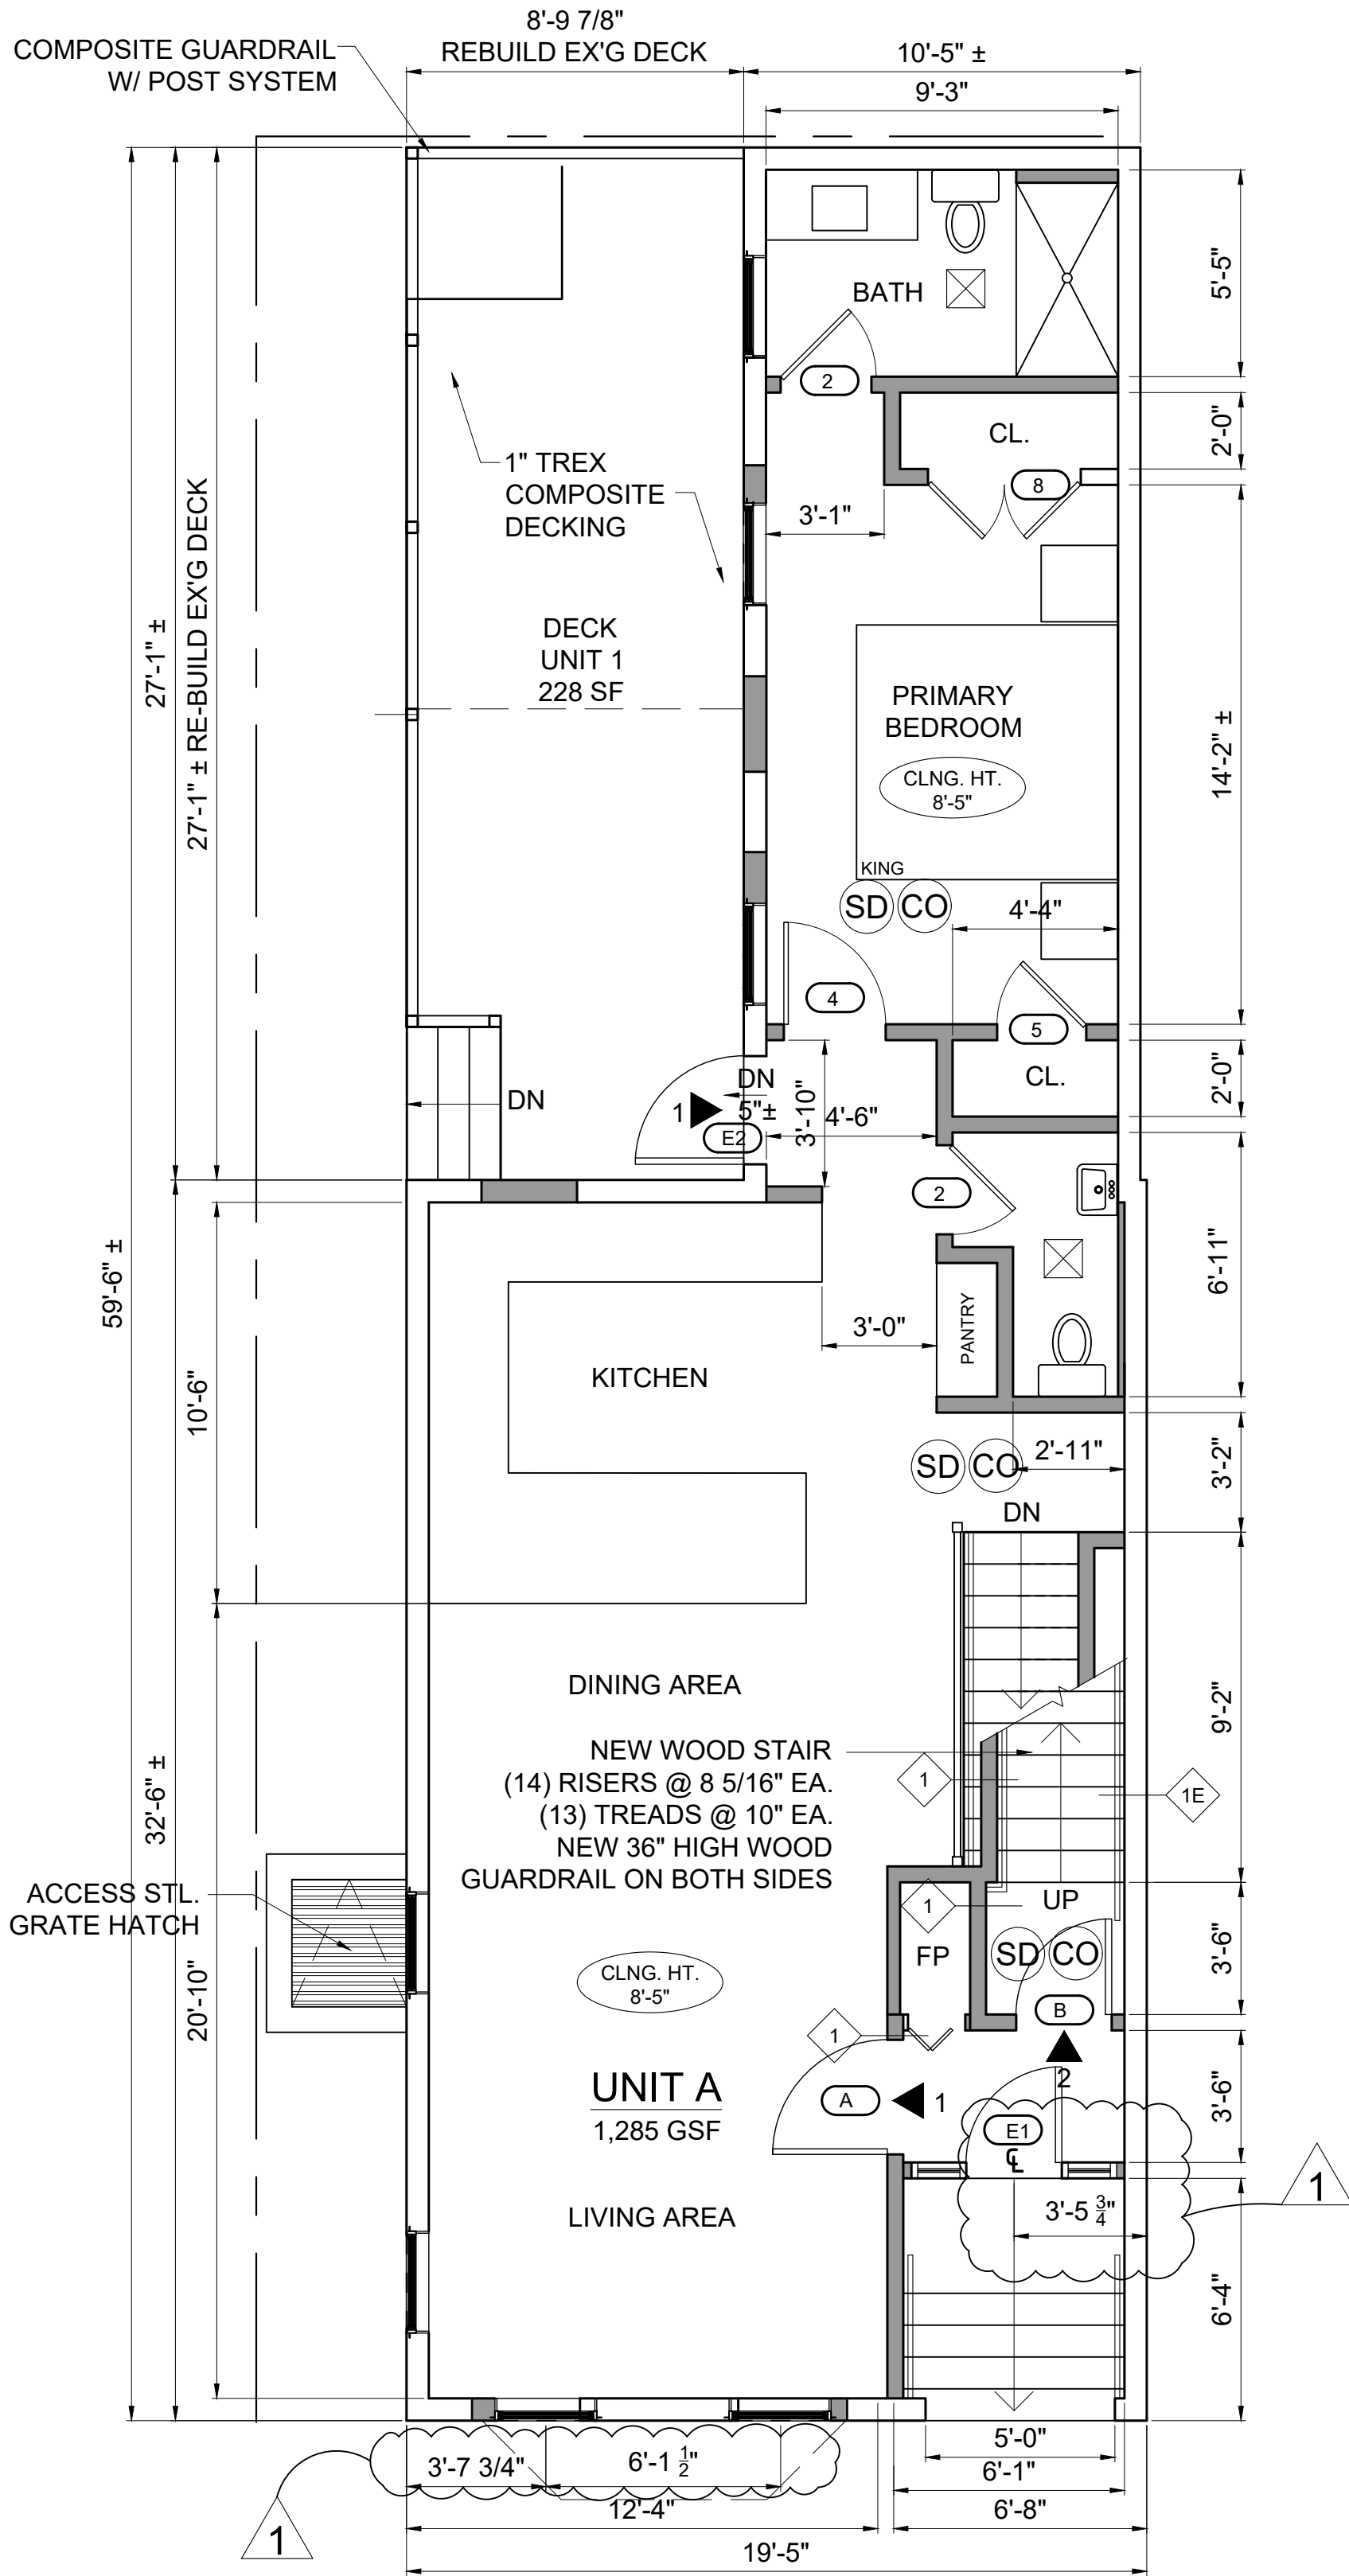 8'-9 7/8"
REBUILD EX'G DECK
COMPOSITE GUARDRAIL
W/ POST SYSTEM
10'-5" ±
9'-3"
5'-5"
BATH
2
2'-0"
CL.
8
1" TREX
COMPOSITE
DECKING
3'-1"
27'-1" ±
27'-1" ± RE-BUILD EX'G DECK
DECK
UNIT 1
228 SF
PRIMARY
BEDROOM
CLNG. HT.
8'-5"
14'-2" ±
KING
SD
CO
4'-4"
4
5
CL.
2'-0"
DN
DN
5"±
1
E2
3'-10"
4'-6"
2
6'-11"
59'-6" ±
10'-6"
3'-0"
PANTRY
KITCHEN
SD
CO
2'-11"
3'-2"
DN
DINING AREA
9'-2"
NEW WOOD STAIR
(14) RISERS @ 8 5/16" EA.
(13) TREADS @ 10" EA.
NEW 36" HIGH WOOD
GUARDRAIL ON BOTH SIDES
1
1E
32'-6" ±
ACCESS STL.
GRATE HATCH
1
UP
FP
SD
CO
3'-6"
CLNG. HT.
8'-5"
20'-10"
1
B
2
UNIT A
1,285 GSF
A
1
E1
℄
3'-6"
LIVING AREA
3'-5 3/4"
1
6'-4"
3'-7 3/4"
6'-1 1/2"
5'-0"
6'-1"
12'-4"
6'-8"
1
19'-5"